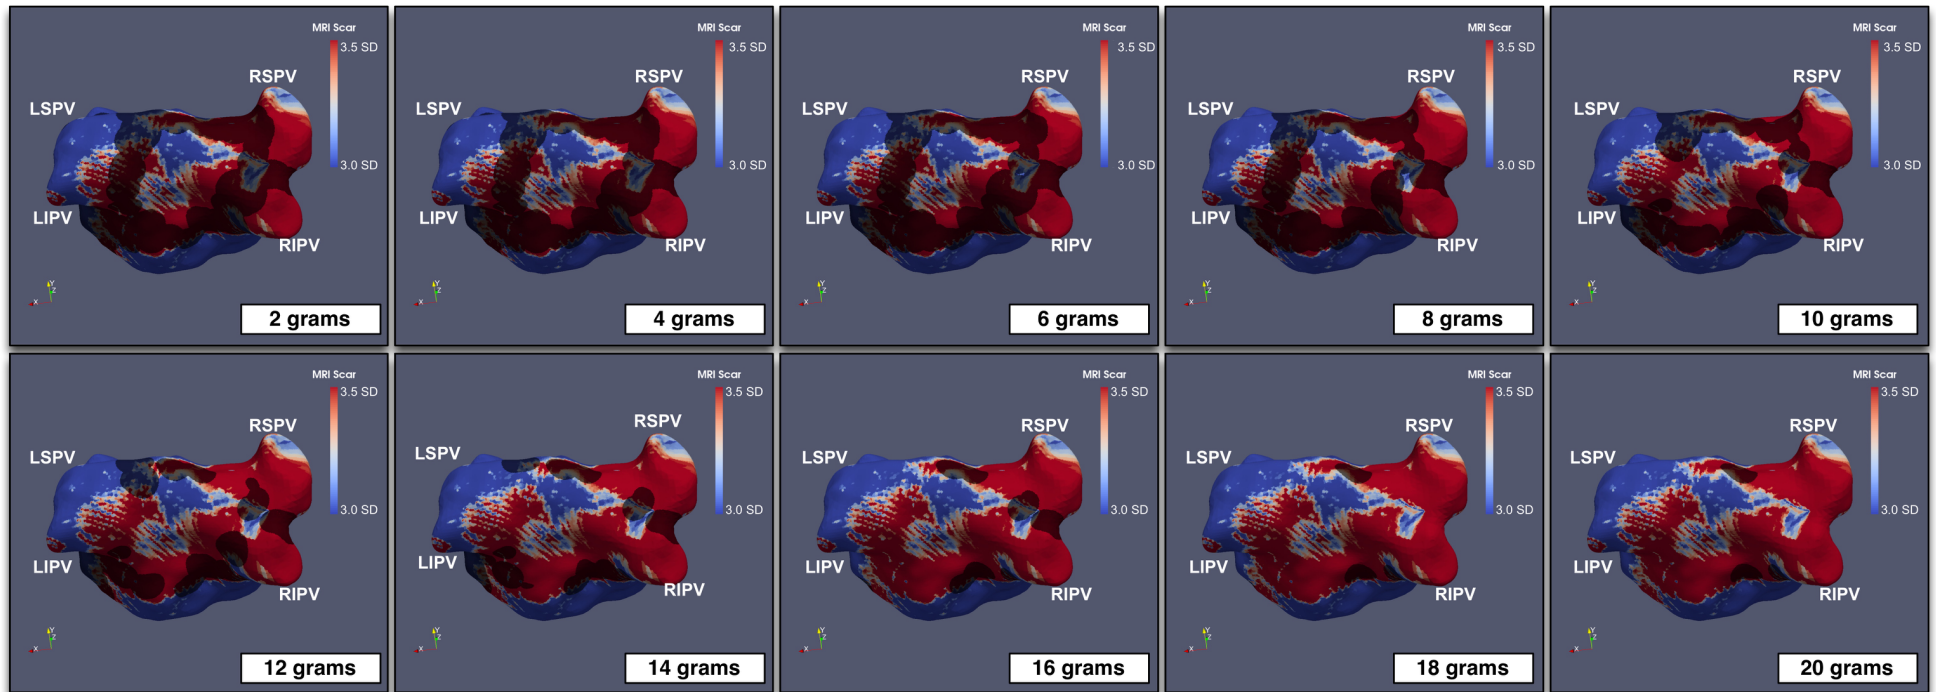 MRI Scar
3.5 SD
RSPV
LSPV
3.0 SD
LIPV
RIPV
Y
Z
X
2 grams
MRI Scar
3.5 SD
RSPV
LSPV
3.0 SD
LIPV
RIPV
Y
Z
X
4 grams
MRI Scar
3.5 SD
RSPV
LSPV
3.0 SD
LIPV
RIPV
Y
Z
X
6 grams
MRI Scar
3.5 SD
RSPV
LSPV
3.0 SD
LIPV
RIPV
Y
Z
X
8 grams
MRI Scar
3.5 SD
RSPV
LSPV
3.0 SD
LIPV
RIPV
Y
Z
X
10 grams
MRI Scar
3.5 SD
RSPV
LSPV
3.0 SD
LIPV
RIPV
Y
Z
X
12 grams
MRI Scar
3.5 SD
RSPV
LSPV
3.0 SD
LIPV
RIPV
Y
Z
X
14 grams
MRI Scar
3.5 SD
RSPV
LSPV
3.0 SD
LIPV
RIPV
Y
Z
X
16 grams
MRI Scar
3.5 SD
RSPV
LSPV
3.0 SD
LIPV
RIPV
Y
Z
X
18 grams
MRI Scar
3.5 SD
RSPV
LSPV
3.0 SD
LIPV
RIPV
Y
Z
X
20 grams